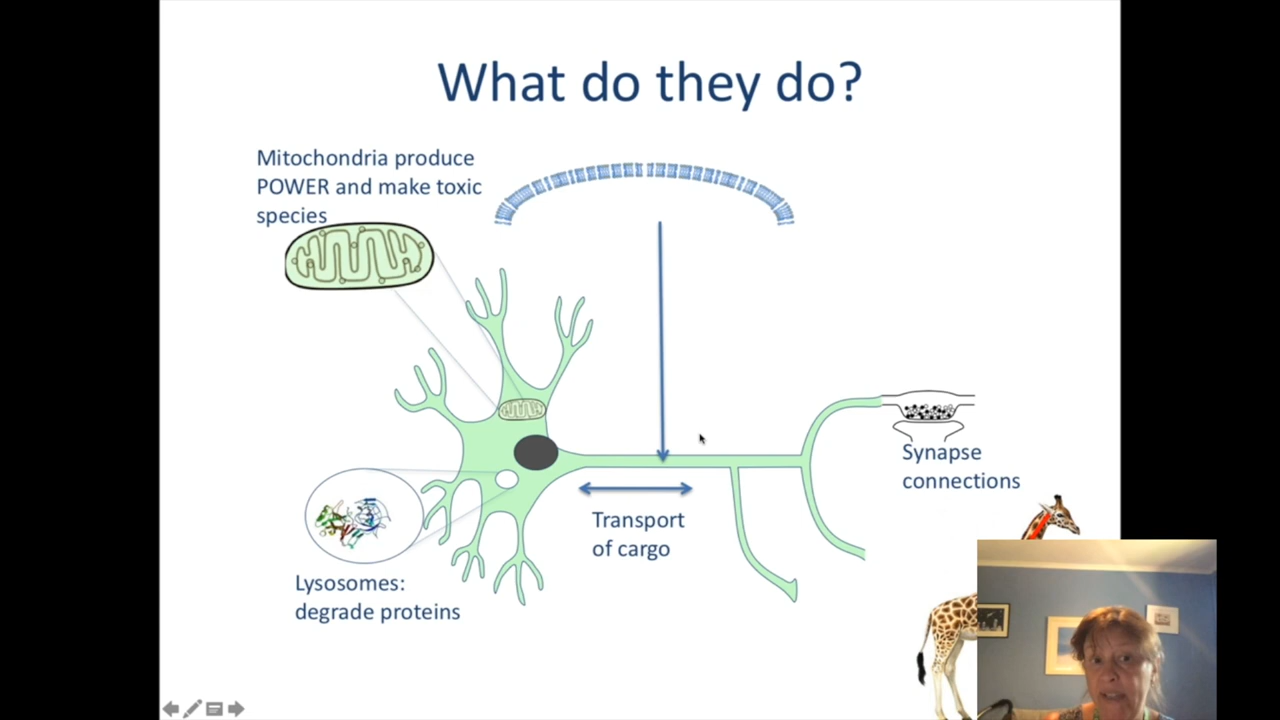 What do they do?
Mitochondria produce
POWER and make toxic
species
Synapse
connections
Transport
of cargo
Lysosomes:
degrade proteins